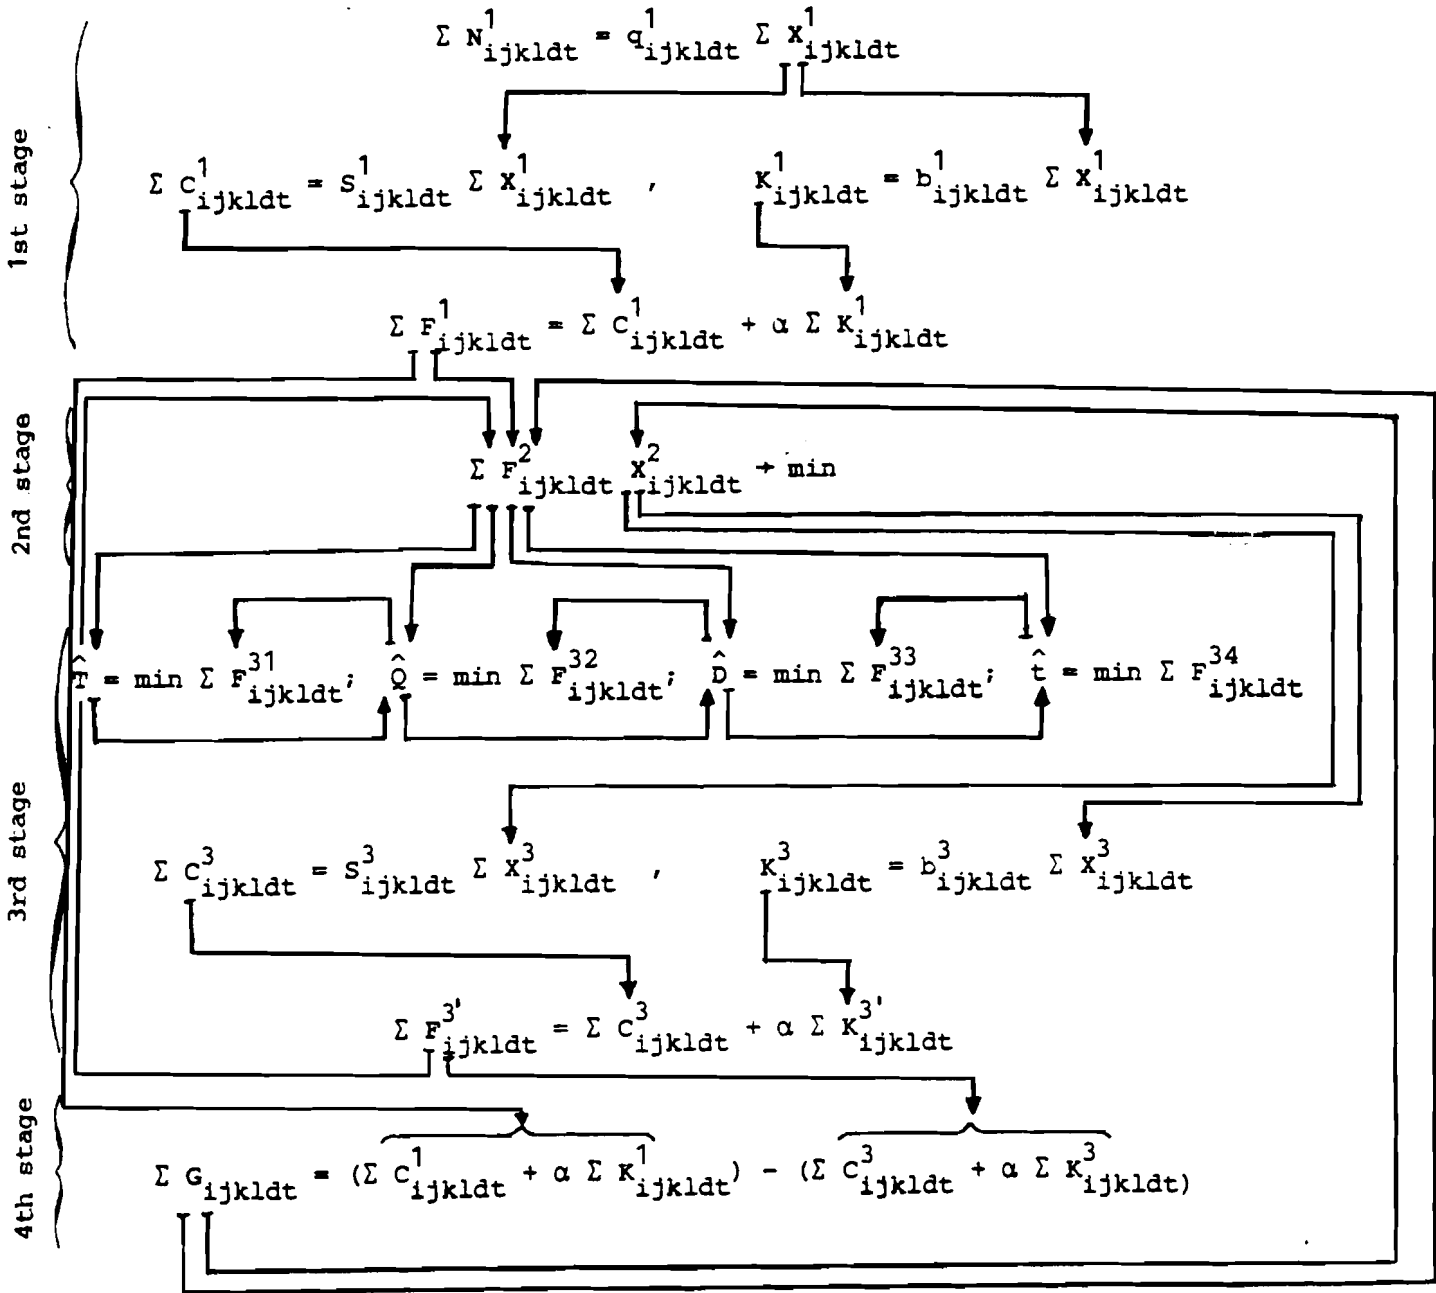 1st stage
Σ N¹ijkldt = q¹ijkldt Σ X¹ijkldt
Σ C¹ijkldt = S¹ijkldt Σ X¹ijkldt , K¹ijkldt = b¹ijkldt Σ X¹ijkldt
Σ F¹ijkldt = Σ C¹ijkldt + α Σ K¹ijkldt
2nd stage
Σ F²ijkldt X²ijkldt → min
3rd stage
T̂ = min Σ F³¹ijkldt; Q̂ = min Σ F³²ijkldt; D̂ = min Σ F³³ijkldt; t̂ = min Σ F³⁴ijkldt
Σ C³ijkldt = S³ijkldt Σ X³ijkldt , K³ijkldt = b³ijkldt Σ X³ijkldt
Σ F³'ijkldt = Σ C³ijkldt + α Σ K³'ijkldt
4th stage
Σ Gijkldt = (Σ C¹ijkldt + α Σ K¹ijkldt) - (Σ C³ijkldt + α Σ K³ijkldt)